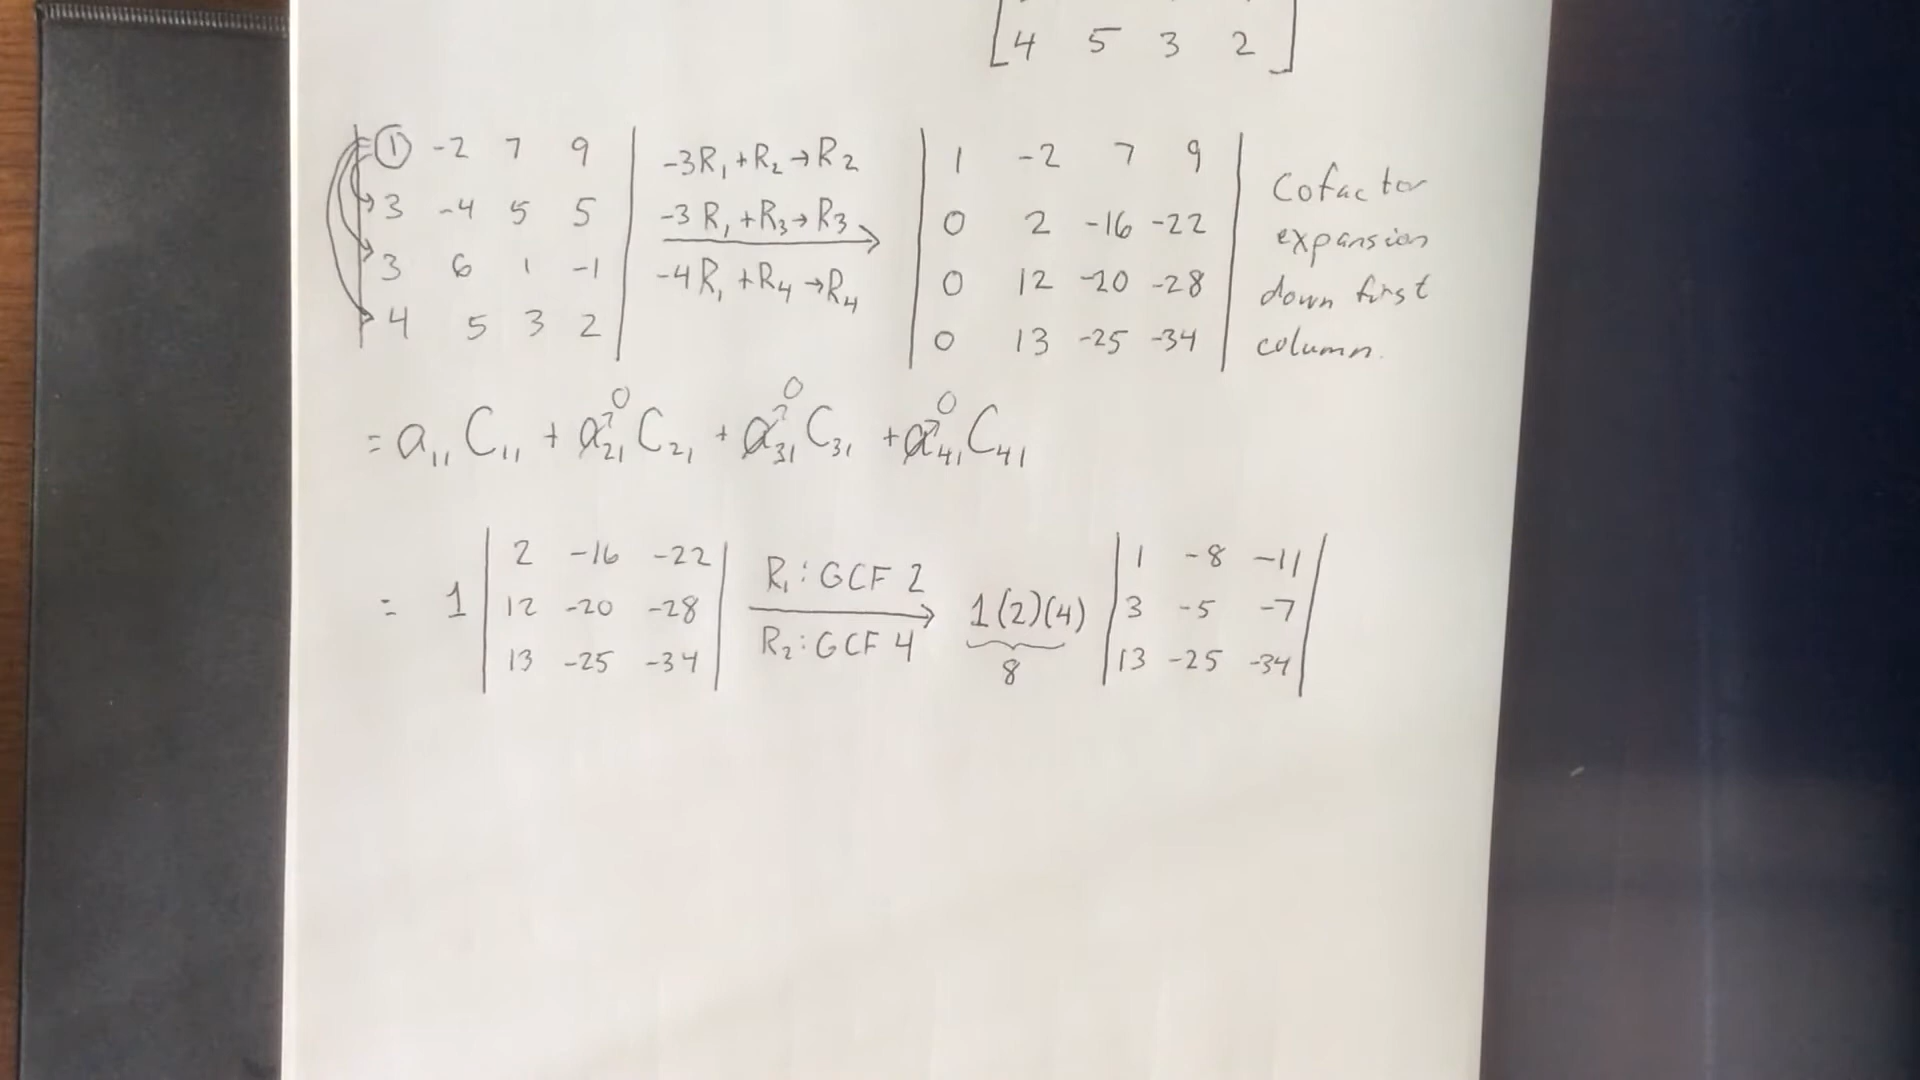 [4 5 3 2]
| ① -2 7 9 | -3R₁+R₂→R₂ | 1 -2 7 9 | Cofactor
| 3 -4 5 5 | -3R₁+R₃→R₃ | 0 2 -16 -22 | expansion
| 3 6 1 -1 | -4R₁+R₄→R₄ | 0 12 -20 -28 | down first
| 4 5 3 2 | | 0 13 -25 -34 | column.
0 0 0
= a₁₁C₁₁ + a₂₁C₂₁ + a₃₁C₃₁ + a₄₁C₄₁
| 2 -16 -22 | R₁: GCF 2 | 1 -8 -11 |
= 1 | 12 -20 -28 | → 1(2)(4) | 3 -5 -7 |
| 13 -25 -34 | R₂: GCF 4 8 | 13 -25 -34 |